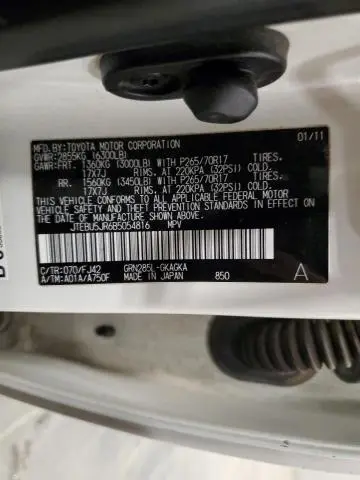 MFD.BY:TOYOTA MOTOR CORPORATION 01/11
GVWR:2855KG (6300LB)
GAWR:FRT. 1360KG (3000LB) WITH P265/70R17 TIRES.
17X7J RIMS, AT 220KPA (32PSI) COLD
RR. 1560KG (3450LB) WITH P265/70R17 TIRES.
17X7J RIMS, AT 220KPA (32PSI) COLD
THIS VEHICLE CONFORMS TO ALL APPLICABLE FEDERAL MOTOR
VEHICLE SAFETY AND THEFT PREVENTION STANDARDS IN EFFECT
ON THE DATE OF MANUFACTURE SHOWN ABOVE.
JTEBU5JR6B5054816 MPV
C/TR:070/FJ42 GRN285L-GKAGKA
A/TM:A01A/A750F MADE IN JAPAN 850 A